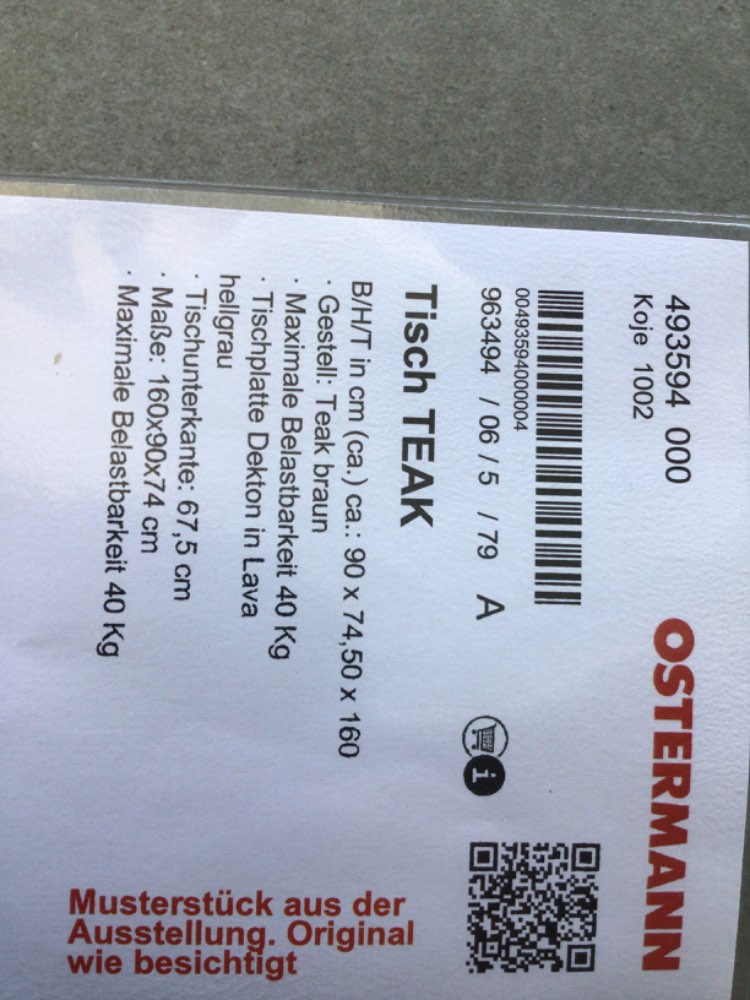 493594 000
Koje 1002
OSTERMANN
00493594000004
963494 / 06 / 5 / 79 A
i
Tisch TEAK
B/H/T in cm (ca.) ca.: 90 x 74,50 x 160
· Gestell: Teak braun
· Maximale Belastbarkeit 40 Kg
· Tischplatte Dekton in Lava
hellgrau
· Tischunterkante: 67,5 cm
· Maße: 160x90x74 cm
· Maximale Belastbarkeit 40 Kg
Musterstück aus der
Ausstellung. Original
wie besichtigt